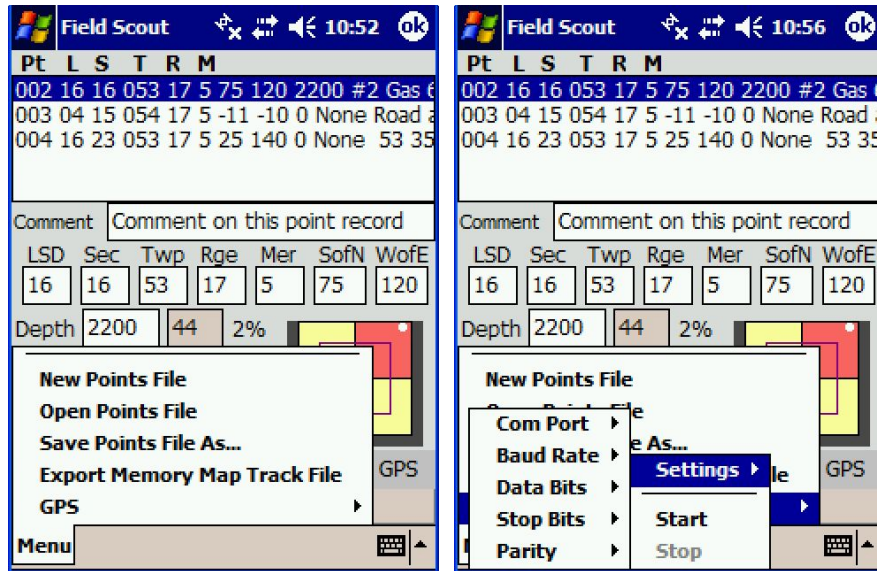 Field Scout 10:52 ok
Pt L S T R M
002 16 16 053 17 5 75 120 2200 #2 Gas
003 04 15 054 17 5 -11 -10 0 None Road
004 16 23 053 17 5 25 140 0 None 53 35
Comment Comment on this point record
LSD Sec Twp Rge Mer SofN WofE
16 16 53 17 5 75 120
Depth 2200 44 2%
New Points File
Open Points File
Save Points File As...
Export Memory Map Track File
GPS
GPS
Menu
Field Scout 10:56 ok
Pt L S T R M
002 16 16 053 17 5 75 120 2200 #2 Gas
003 04 15 054 17 5 -11 -10 0 None Road
004 16 23 053 17 5 25 140 0 None 53 35
Comment Comment on this point record
LSD Sec Twp Rge Mer SofN WofE
16 16 53 17 5 75 120
Depth 2200 44 2%
New Points File
Com Port
e As...
Baud Rate
Settings
GPS
Data Bits
Stop Bits
Start
Parity
Stop